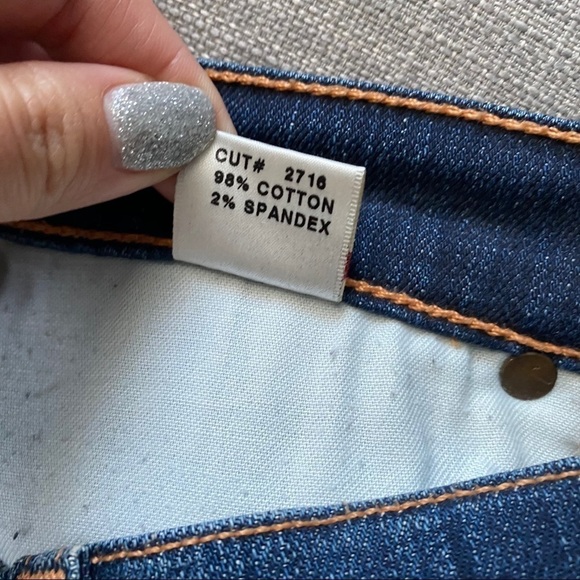 CUT# 2716
98% COTTON
2% SPANDEX